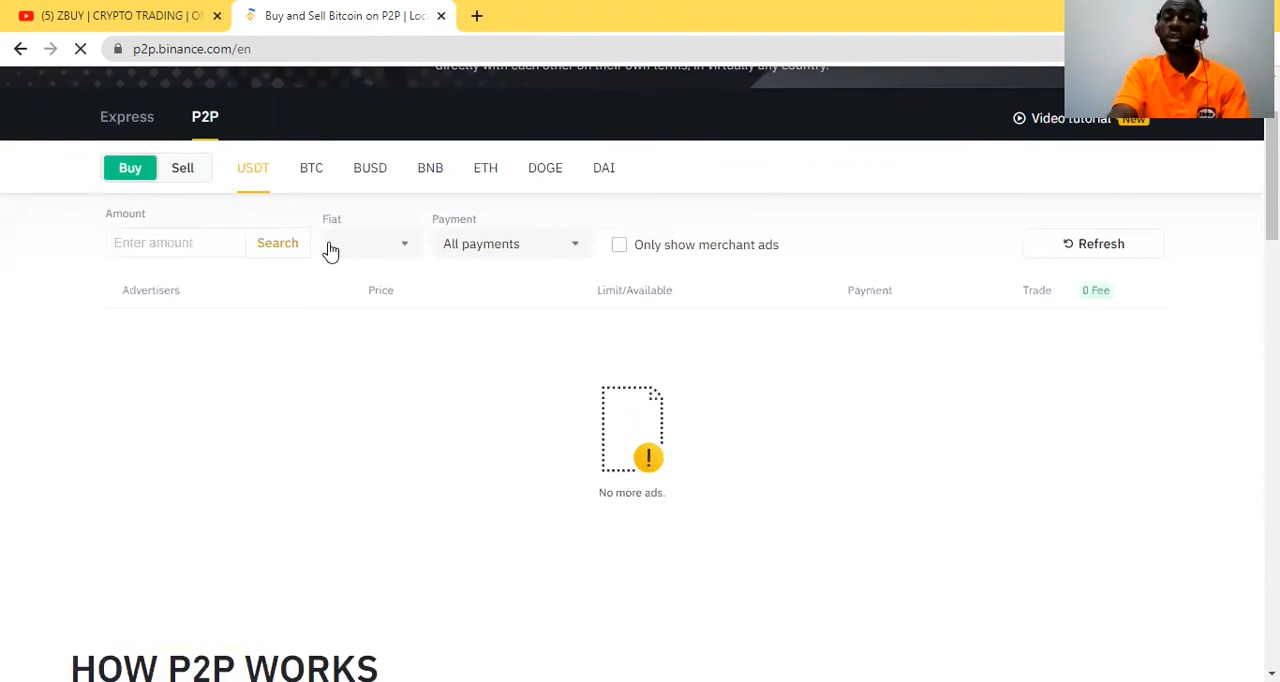 (5) ZBUY | CRYPTO TRADING | O
Buy and Sell Bitcoin on P2P | Loc
p2p.binance.com/en
directly with each other on their own terms, in virtually any country.
Express
P2P
Video tutorial
New
Buy
Sell
USDT
BTC
BUSD
BNB
ETH
DOGE
DAI
Amount
Fiat
Payment
Enter amount
Search
All payments
Only show merchant ads
Refresh
Advertisers
Price
Limit/Available
Payment
Trade
0 Fee
No more ads.
HOW P2P WORKS